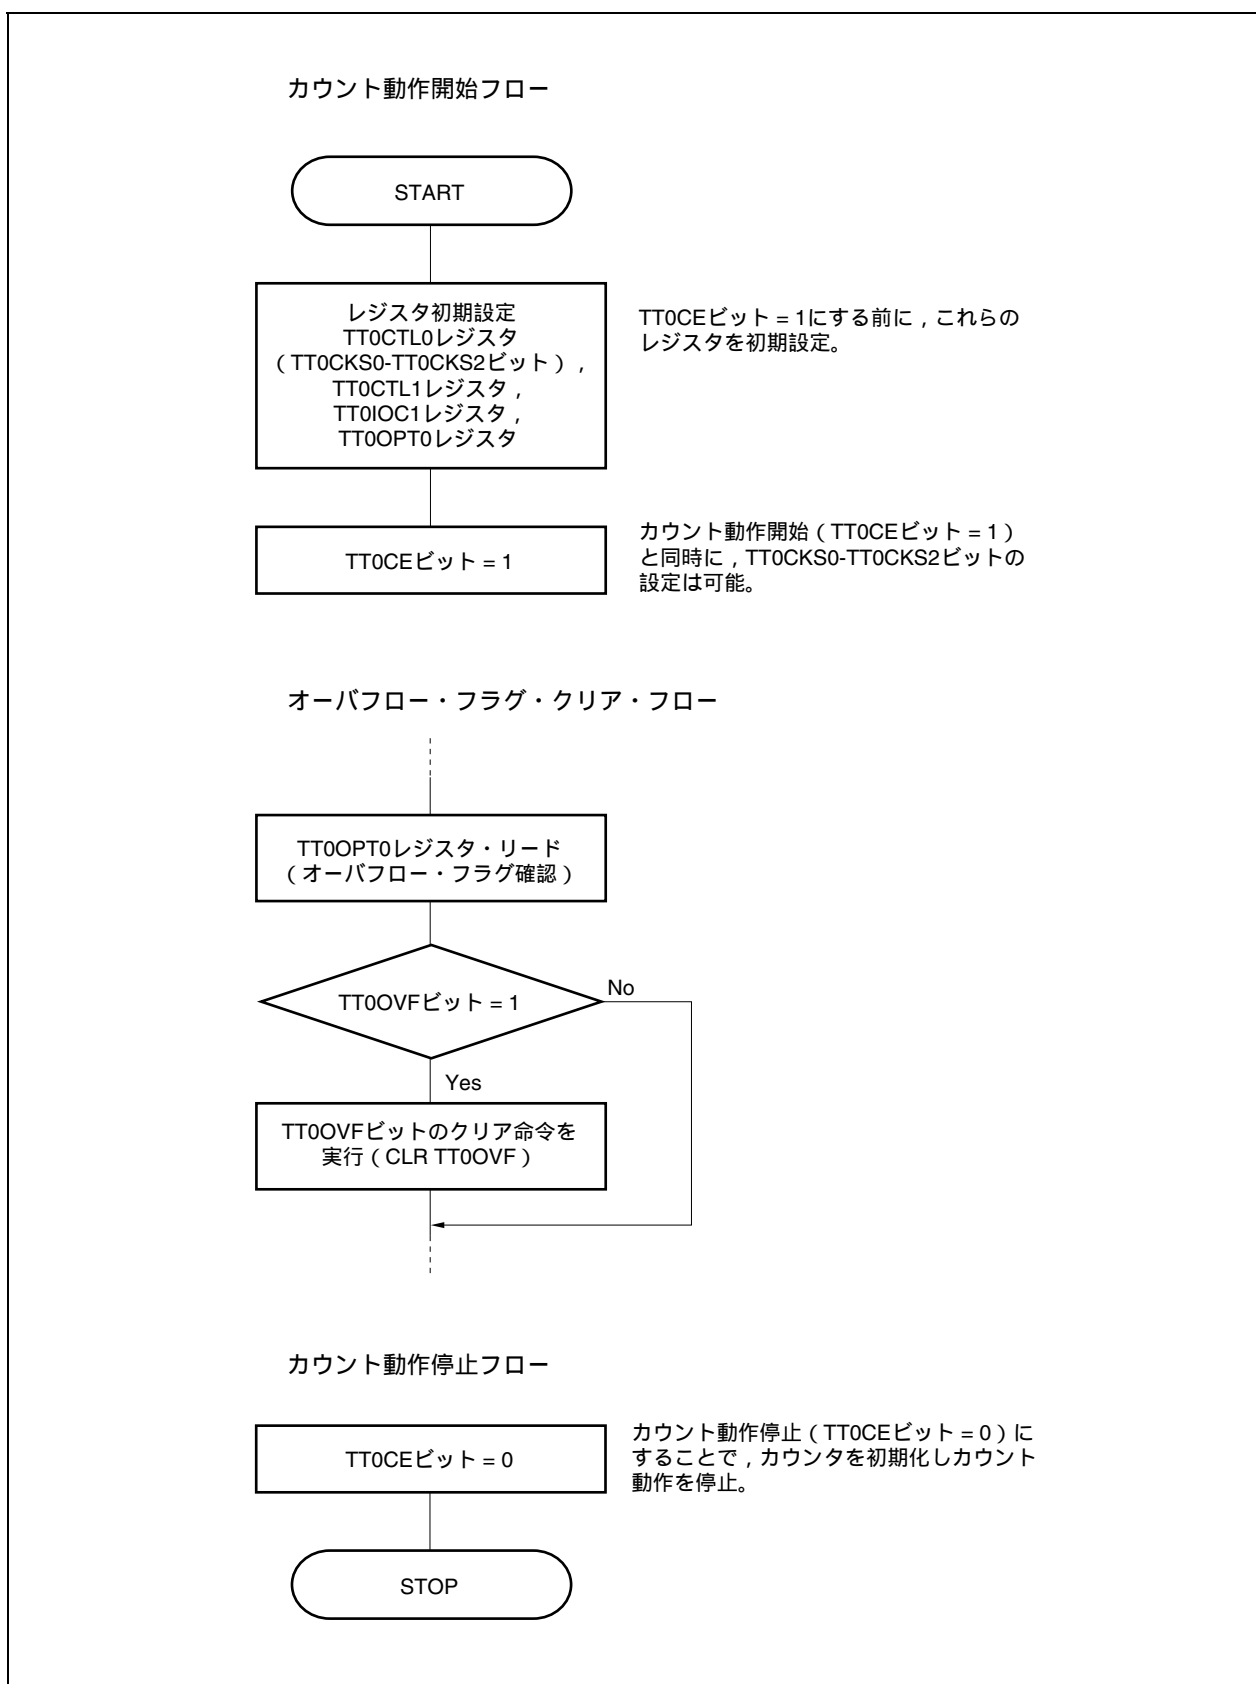 カウント動作開始フロー
START
レジスタ初期設定
TT0CTL0レジスタ
（TT0CKS0-TT0CKS2ビット），
TT0CTL1レジスタ，
TT0IOC1レジスタ，
TT0OPT0レジスタ
TT0CEビット = 1にする前に，これらの
レジスタを初期設定。
TT0CEビット = 1
カウント動作開始（TT0CEビット = 1）
と同時に，TT0CKS0-TT0CKS2ビットの
設定は可能。
オーバフロー・フラグ・クリア・フロー
TT0OPT0レジスタ・リード
（オーバフロー・フラグ確認）
TT0OVFビット = 1
No
Yes
TT0OVFビットのクリア命令を
実行（CLR TT0OVF）
カウント動作停止フロー
TT0CEビット = 0
カウント動作停止（TT0CEビット = 0）に
することで，カウンタを初期化しカウント
動作を停止。
STOP